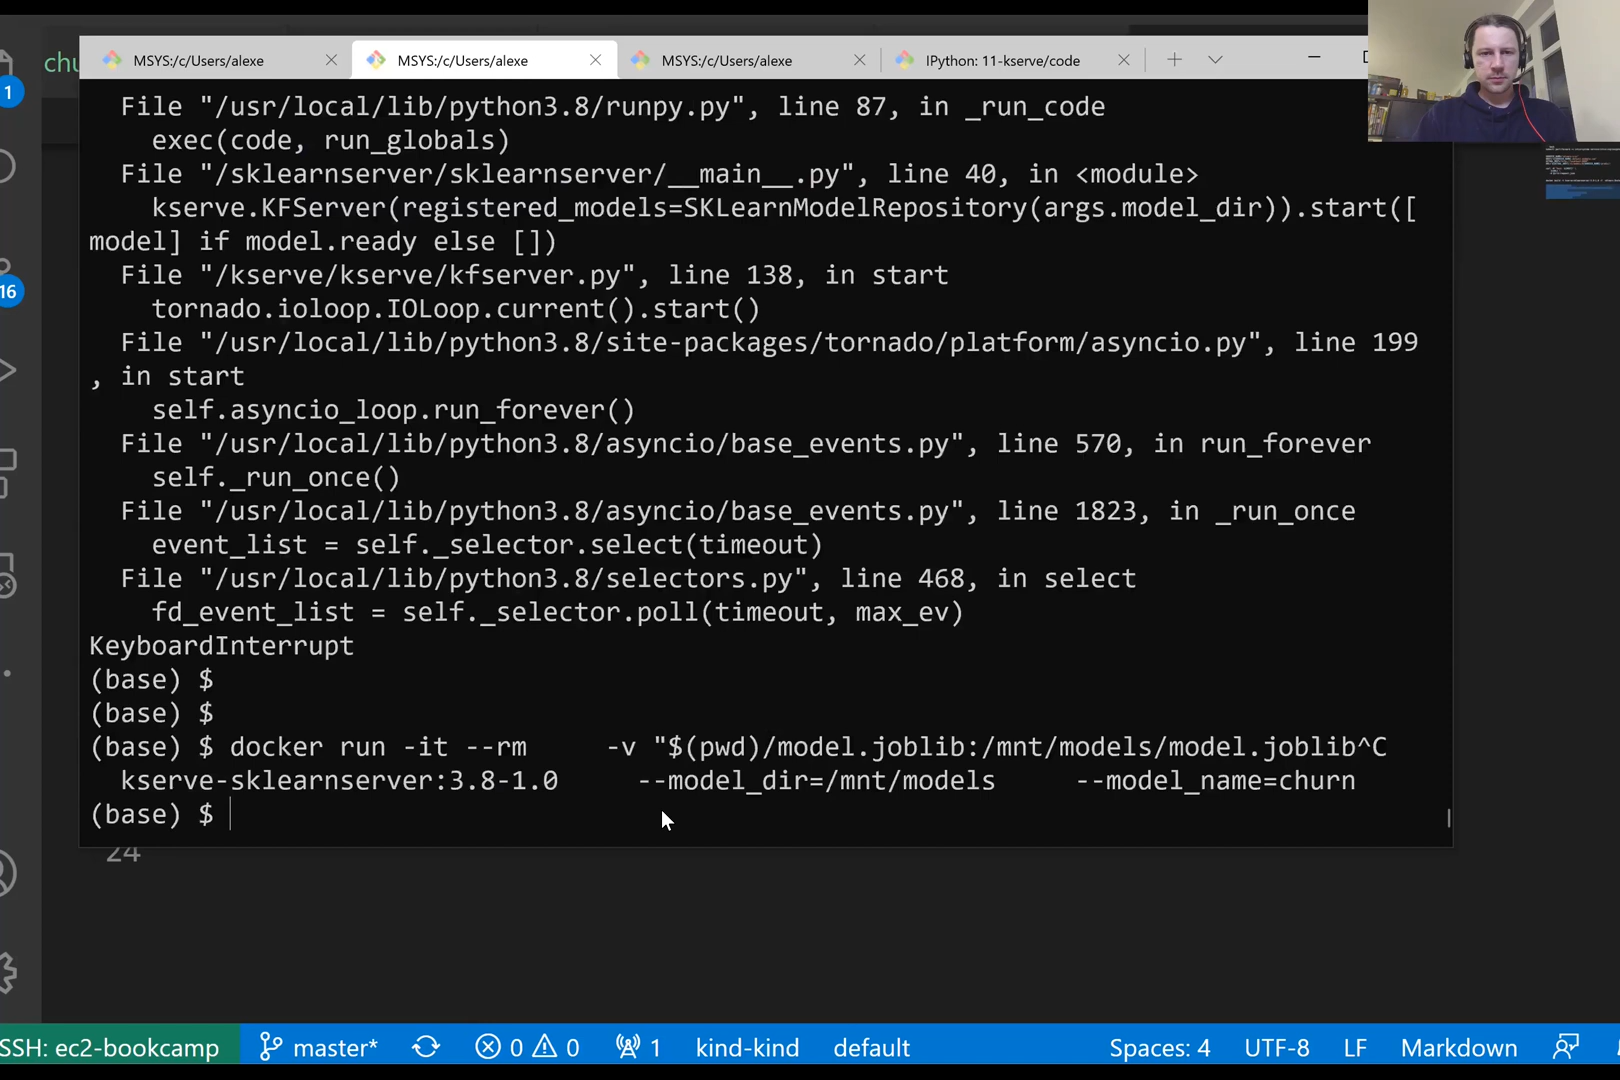 chu
MSYS:/c/Users/alexe
MSYS:/c/Users/alexe
MSYS:/c/Users/alexe
IPython: 11-kserve/code
1
16
File "/usr/local/lib/python3.8/runpy.py", line 87, in _run_code
exec(code, run_globals)
File "/sklearnserver/sklearnserver/__main__.py", line 40, in <module>
kserve.KFServer(registered_models=SKLearnModelRepository(args.model_dir)).start([
model] if model.ready else [])
File "/kserve/kserve/kfserver.py", line 138, in start
tornado.ioloop.IOLoop.current().start()
File "/usr/local/lib/python3.8/site-packages/tornado/platform/asyncio.py", line 199
, in start
self.asyncio_loop.run_forever()
File "/usr/local/lib/python3.8/asyncio/base_events.py", line 570, in run_forever
self._run_once()
File "/usr/local/lib/python3.8/asyncio/base_events.py", line 1823, in _run_once
event_list = self._selector.select(timeout)
File "/usr/local/lib/python3.8/selectors.py", line 468, in select
fd_event_list = self._selector.poll(timeout, max_ev)
KeyboardInterrupt
(base) $
(base) $
(base) $ docker run -it --rm     -v "$(pwd)/model.joblib:/mnt/models/model.joblib^C
kserve-sklearnserver:3.8-1.0     --model_dir=/mnt/models     --model_name=churn
(base) $
24
SSH: ec2-bookcamp master* 0 0 1 kind-kind default Spaces: 4 UTF-8 LF Markdown